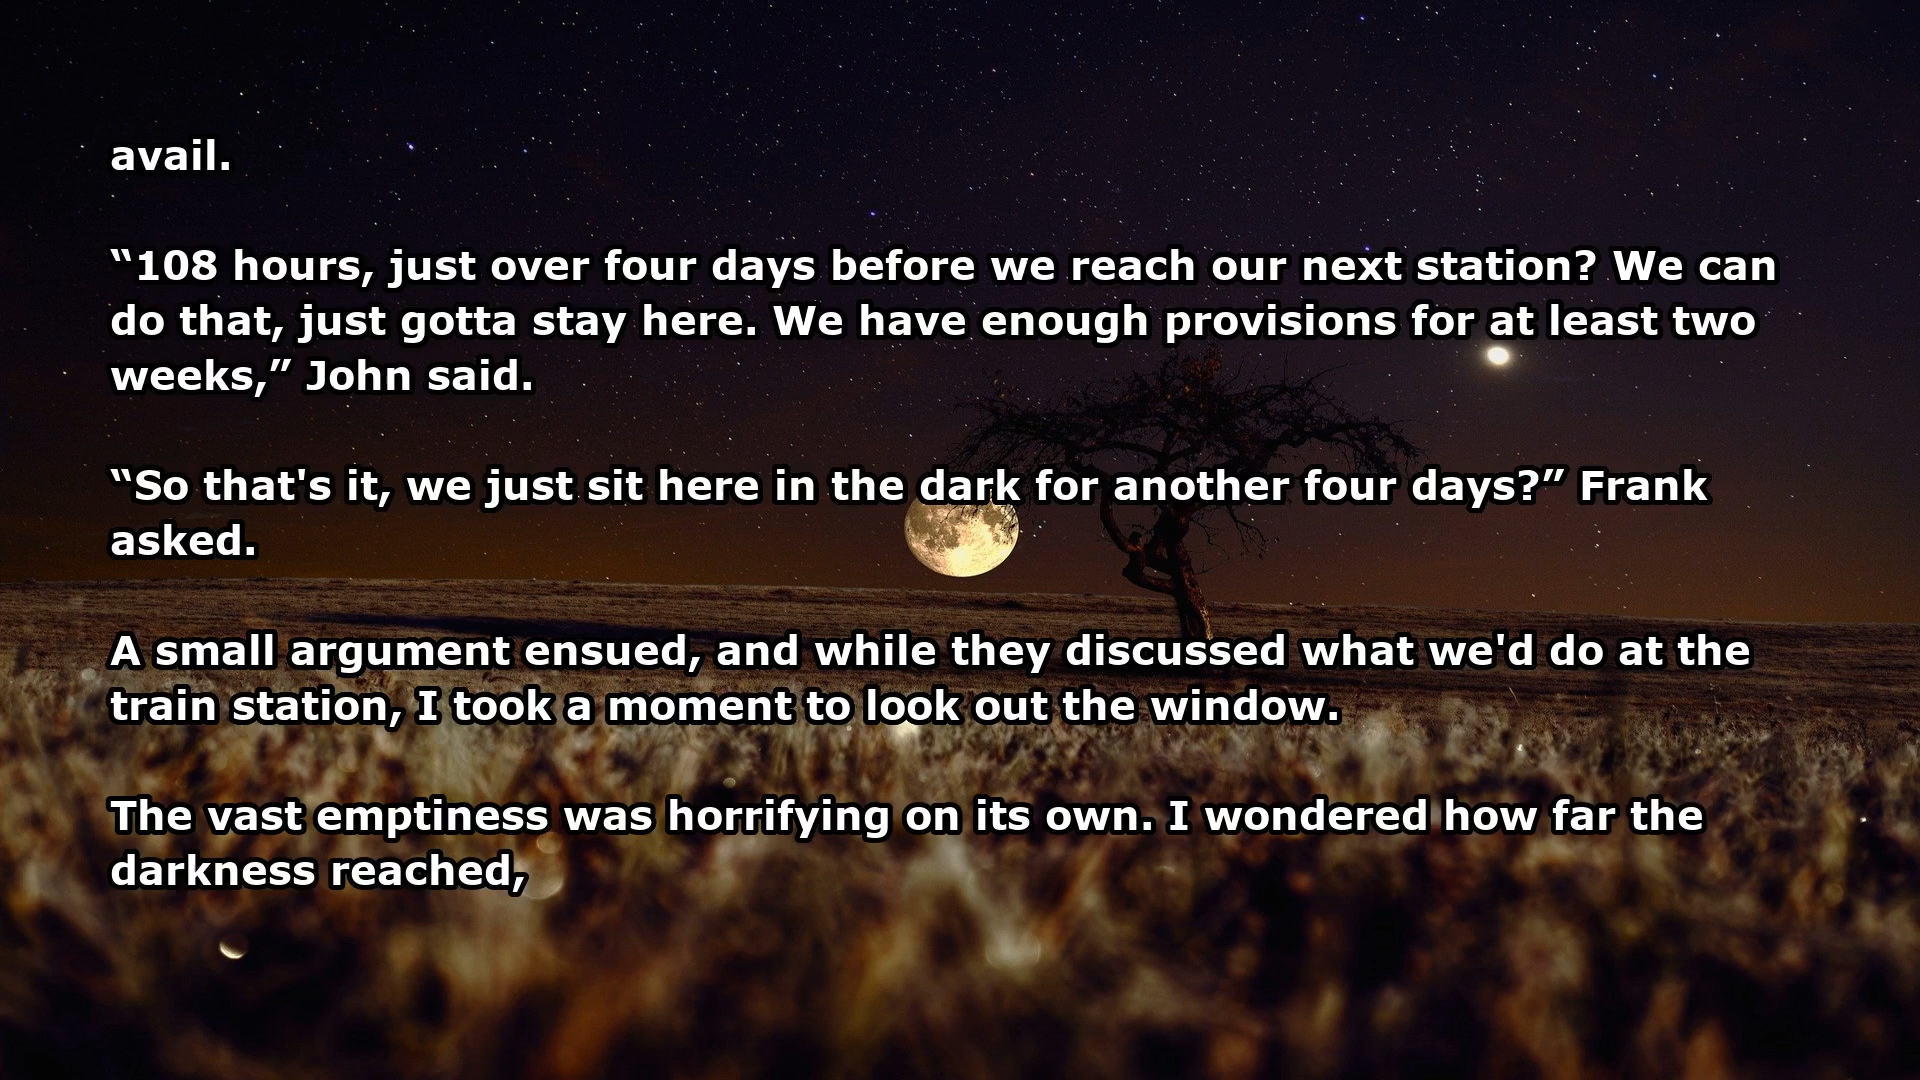 avail.
“108 hours, just over four days before we reach our next station? We can
do that, just gotta stay here. We have enough provisions for at least two
weeks,” John said.
“So that's it, we just sit here in the dark for another four days?” Frank
asked.
A small argument ensued, and while they discussed what we'd do at the
train station, I took a moment to look out the window.
The vast emptiness was horrifying on its own. I wondered how far the
darkness reached,